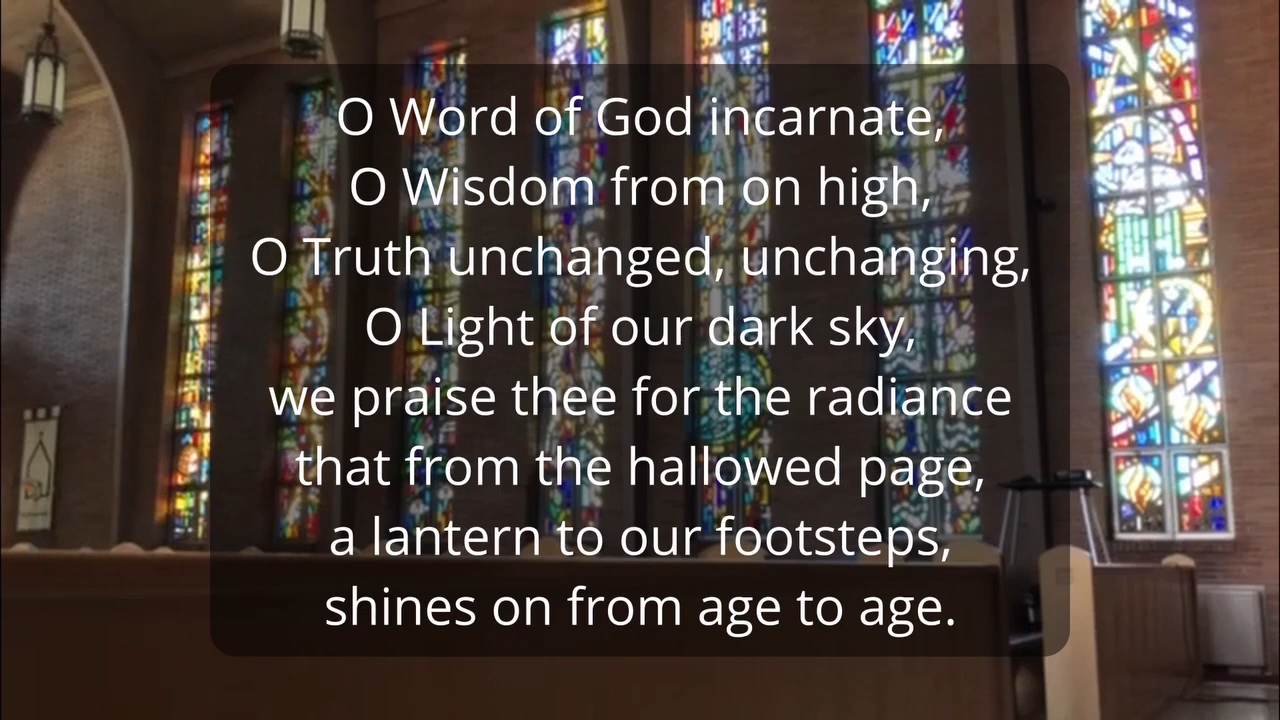 O Word of God incarnate,
O Wisdom from on high,
O Truth unchanged, unchanging,
O Light of our dark sky,
we praise thee for the radiance
that from the hallowed page,
a lantern to our footsteps,
shines on from age to age.